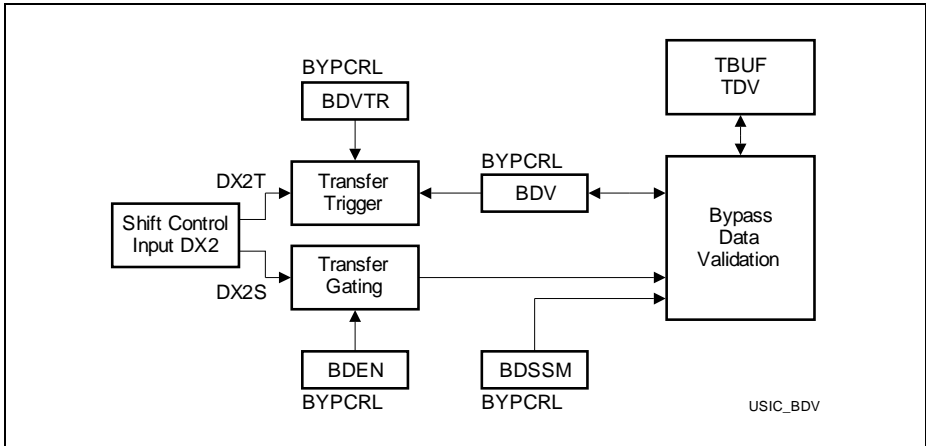 BYPCRL
BDVTR
TBUF
TDV
BYPCRL
DX2T
Transfer
Trigger
BDV
Shift Control
Input DX2
Bypass
Data
Validation
DX2S
Transfer
Gating
BDEN
BYPCRL
BDSSM
BYPCRL
USIC_BDV